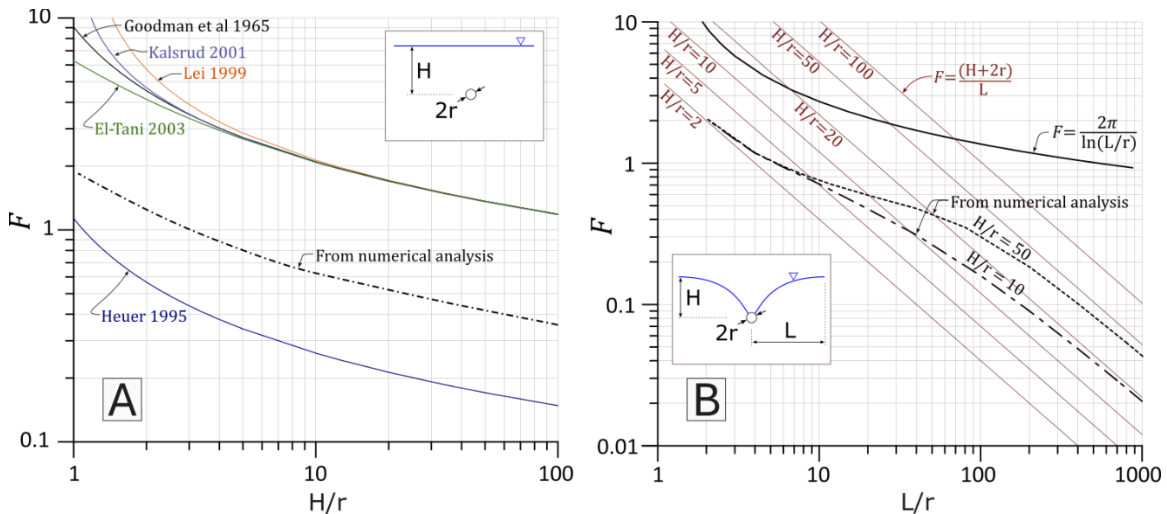 10
Goodman et al 1965
Kalsrud 2001
Lei 1999
El-Tani 2003
H
2r
F
1
From numerical analysis
Heuer 1995
A
0.1
1
10
100
H/r
10
H/r=10
H/r=5
H/r=2
H/r=50
H/r=100
H/r=20
F=(H+2r)/L
F=2π/ln(L/r)
1
From numerical analysis
F
H/r = 50
H/r = 10
0.1
H
2r
L
B
0.01
1
10
100
1000
L/r